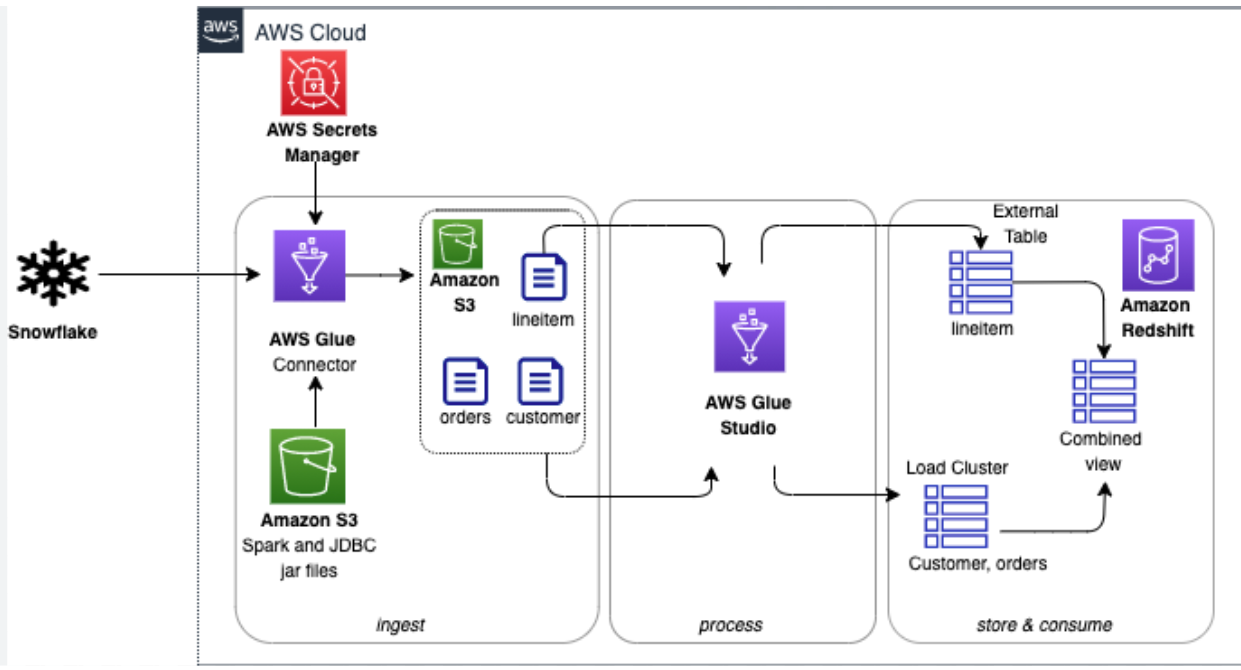 aws
AWS Cloud
AWS Secrets
Manager
Snowflake
AWS Glue
Connector
Amazon S3
Spark and JDBC
jar files
Amazon
S3
lineitem
orders
customer
ingest
AWS Glue
Studio
process
External
Table
lineitem
Amazon
Redshift
Combined
view
Load Cluster
Customer, orders
store & consume